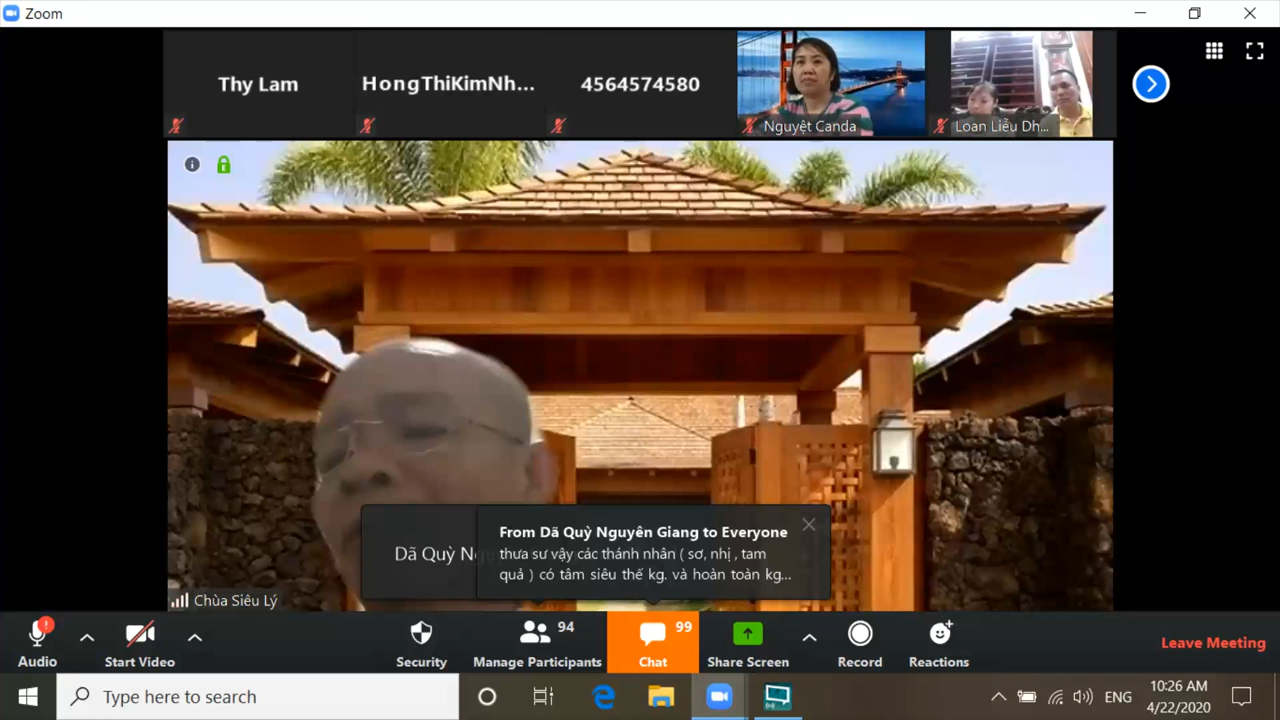 Zoom
Thy Lam
HongThiKimNh...
4564574580
Nguyệt Canda
Loan Liễu Dh...
From Dã Quỳ Nguyên Giang to Everyone
Dã Quỳ Ng
thưa sư vậy các thánh nhân ( sơ, nhị , tam
quả ) có tâm siêu thế kg. và hoàn toàn kg...
Chùa Siêu Lý
94
99
Audio
Start Video
Security
Manage Participants
Chat
Share Screen
Record
Reactions
Leave Meeting
Type here to search
ENG
10:26 AM
4/22/2020